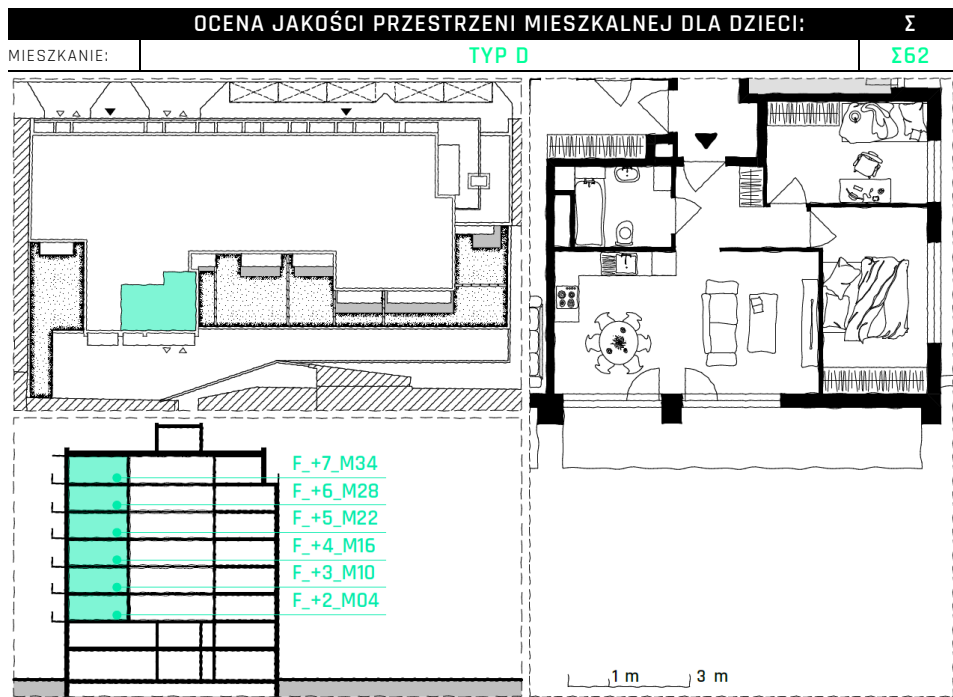 OCENA JAKOŚCI PRZESTRZENI MIESZKALNEJ DLA DZIECI: Σ
MIESZKANIE: TYP D Σ62
F_+7_M34
F_+6_M28
F_+5_M22
F_+4_M16
F_+3_M10
F_+2_M04
1 m 3 m